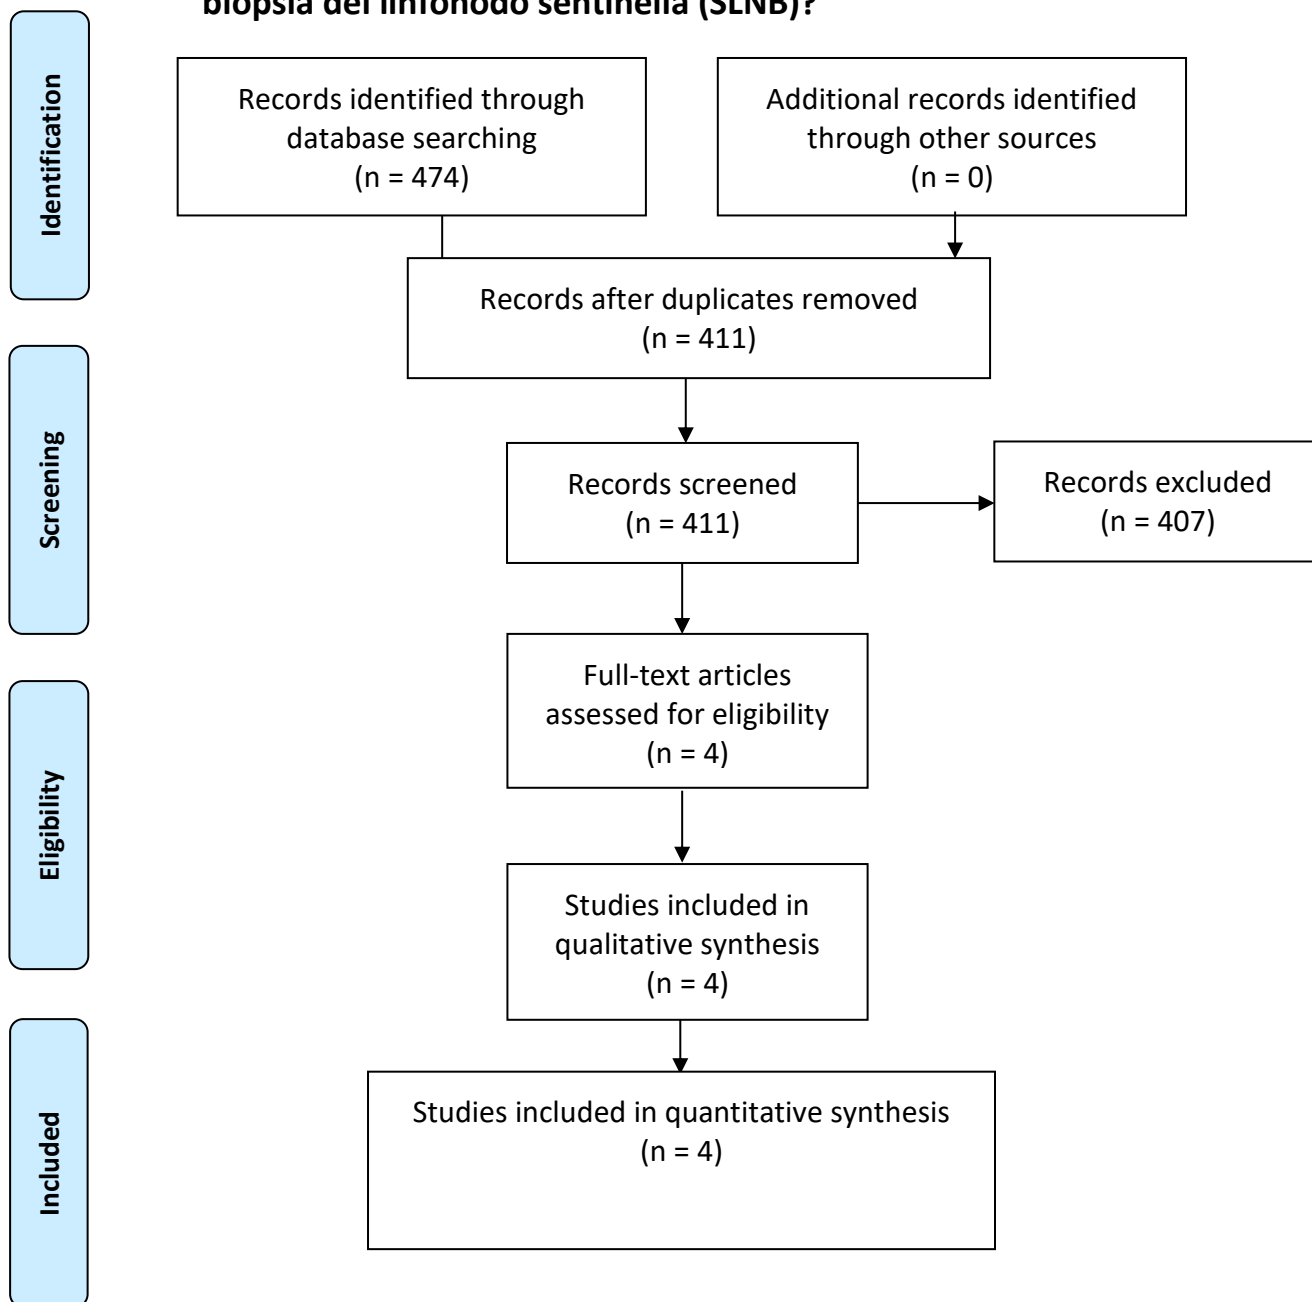 biopsia del linfonodo sentinella (SLNB)?
Identification
Records identified through
database searching
(n = 474)
Additional records identified
through other sources
(n = 0)
Records after duplicates removed
(n = 411)
Screening
Records screened
(n = 411)
Records excluded
(n = 407)
Eligibility
Full-text articles
assessed for eligibility
(n = 4)
Studies included in
qualitative synthesis
(n = 4)
Included
Studies included in quantitative synthesis
(n = 4)